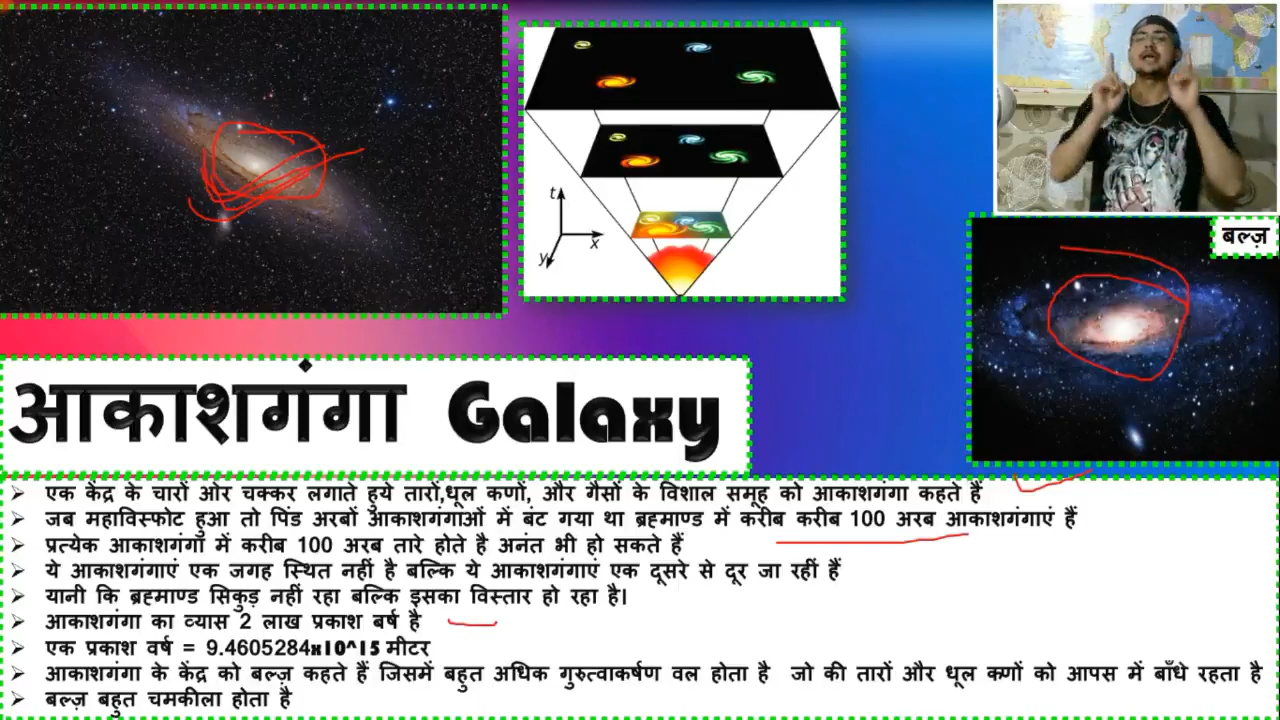 t
x
y
बल्ज़
आकाशगंगा Galaxy
➢ एक केंद्र के चारों ओर चक्कर लगाते हुये तारों,धूल कणों, और गैसों के विशाल समूह को आकाशगंगा कहते हैं
➢ जब महाविस्फोट हुआ तो पिंड अरबों आकाशगंगाओं में बंट गया था ब्रह्माण्ड में करीब करीब 100 अरब आकाशगंगाएं हैं
➢ प्रत्येक आकाशगंगा में करीब 100 अरब तारे होते है अनंत भी हो सकते हैं
➢ ये आकाशगंगाएं एक जगह स्थित नहीं है बल्कि ये आकाशगंगाएं एक दूसरे से दूर जा रहीं हैं
➢ यानी कि ब्रह्माण्ड सिकुड़ नहीं रहा बल्कि इसका विस्तार हो रहा है।
➢ आकाशगंगा का व्यास 2 लाख प्रकाश बर्ष है
➢ एक प्रकाश वर्ष = 9.4605284x10^15 मीटर
➢ आकाशगंगा के केंद्र को बल्ज़ कहते हैं जिसमें बहुत अधिक गुरुत्वाकर्षण वल होता है जो की तारों और धूल कणों को आपस में बाँधे रहता है
➢ बल्ज़ बहुत चमकीला होता है